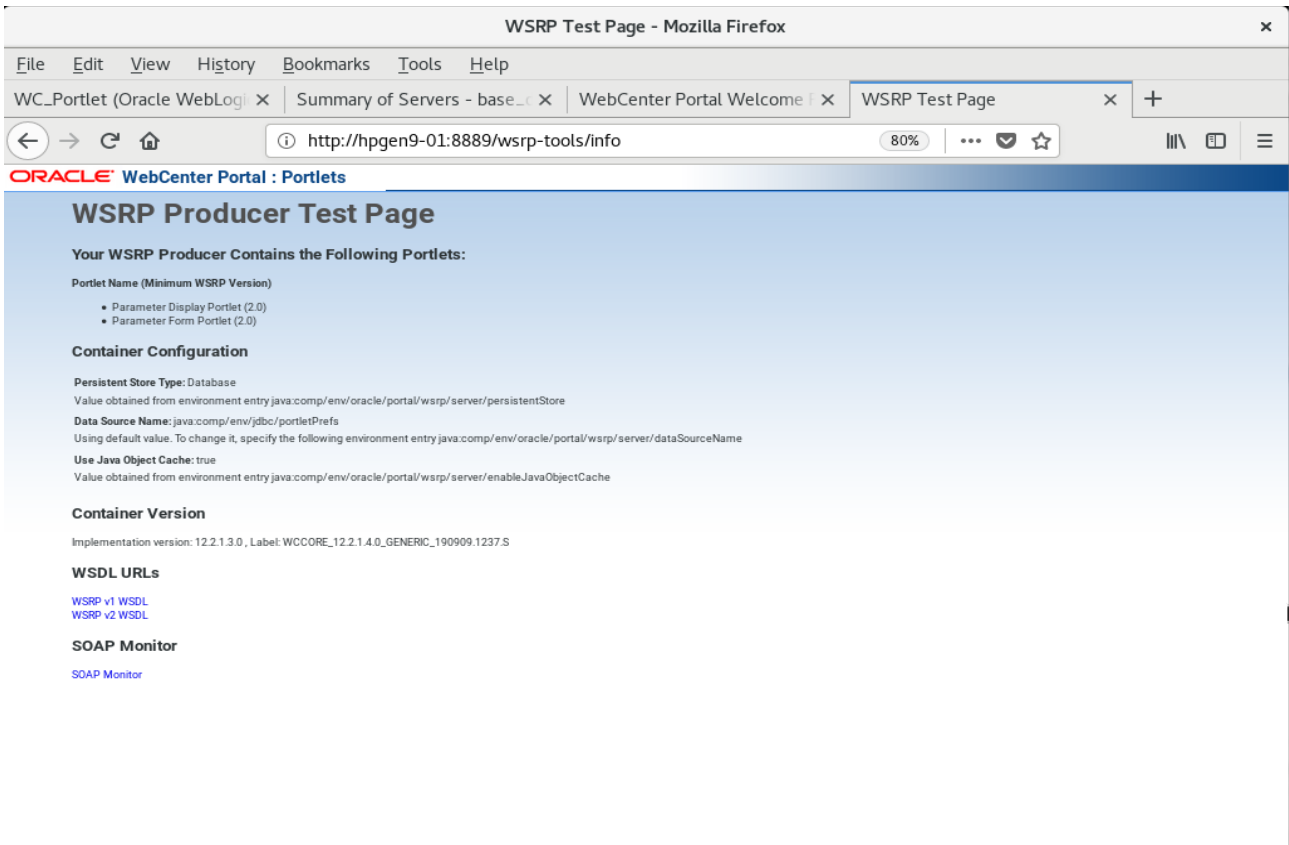 WSRP Test Page - Mozilla Firefox
File Edit View History Bookmarks Tools Help
WC_Portlet (Oracle WebLogi Summary of Servers - base_ WebCenter Portal Welcome WSRP Test Page
http://hpgen9-01:8889/wsrp-tools/info 80%
ORACLE WebCenter Portal : Portlets
WSRP Producer Test Page
Your WSRP Producer Contains the Following Portlets:
Portlet Name (Minimum WSRP Version)
• Parameter Display Portlet (2.0)
• Parameter Form Portlet (2.0)
Container Configuration
Persistent Store Type: Database
Value obtained from environment entry java:comp/env/oracle/portal/wsrp/server/persistentStore
Data Source Name: java:comp/env/jdbc/portletPrefs
Using default value. To change it, specify the following environment entry java:comp/env/oracle/portal/wsrp/server/dataSourceName
Use Java Object Cache: true
Value obtained from environment entry java:comp/env/oracle/portal/wsrp/server/enableJavaObjectCache
Container Version
Implementation version: 12.2.1.3.0 , Label: WCCORE_12.2.1.4.0_GENERIC_190909.1237.S
WSDL URLs
WSRP v1 WSDL
WSRP v2 WSDL
SOAP Monitor
SOAP Monitor